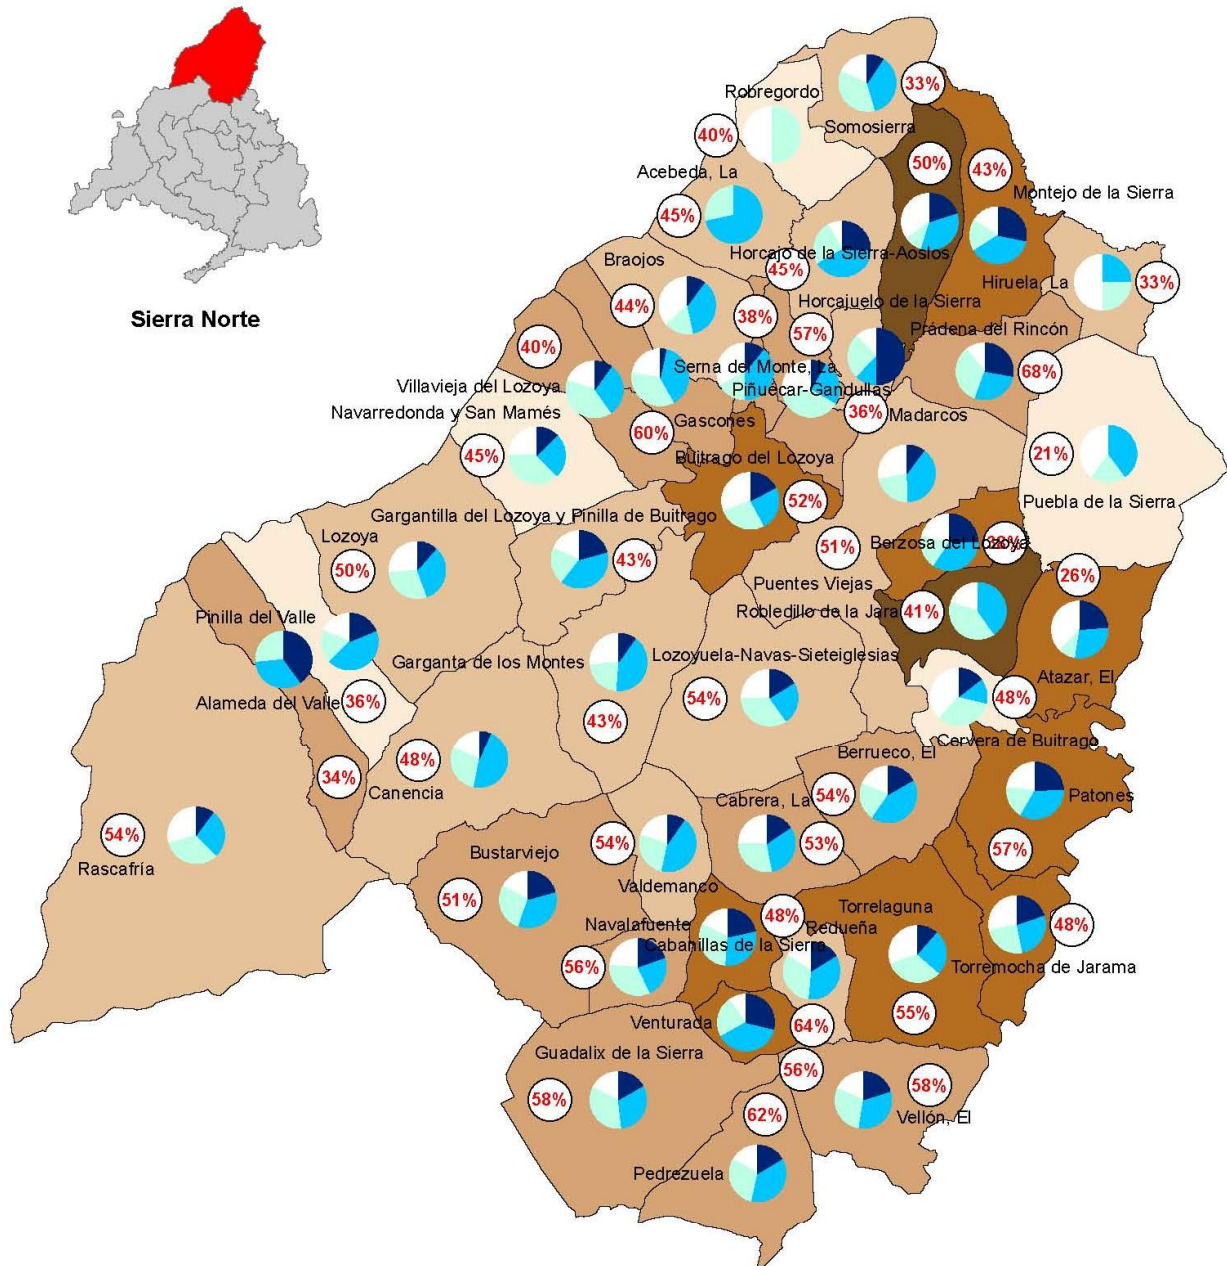 Sierra Norte
Robregordo
33%
Somosierra
40%
50%
43%
Acebeda, La
Montejo de la Sierra
45%
Horcajo de la Sierra-Aoslos
Braojos
45%
Hiruela, La
33%
44%
Horcajuelo de la Sierra
38%
57%
Prádena del Rincón
40%
Serna del Monte, La
68%
Villavieja del Lozoya
Piñuécar-Gandullas
Navarredonda y San Mamés
36%
Madarcos
60%
Gascones
45%
Buitrago del Lozoya
21%
Puebla de la Sierra
52%
Gargantilla del Lozoya y Pinilla de Buitrago
Lozoya
43%
51%
Berzosa del Lozoya
50%
Puentes Viejas
26%
Robledillo de la Jara
41%
Pinilla del Valle
Garganta de los Montes
Lozoyuela-Navas-Sieteiglesias
Atazar, El
Alameda del Valle
36%
54%
48%
43%
Cervera de Buitrago
48%
Berrueco, El
34%
Canencia
54%
Patones
Cabrera, La
54%
Rascafría
54%
53%
57%
Bustarviejo
Valdemanco
51%
Navalafuente
48%
Redueña
Torrelaguna
48%
Cabanillas de la Sierra
56%
Torremocha de Jarama
Venturada
64%
55%
Guadalix de la Sierra
56%
58%
58%
Vellón, El
62%
Pedrezuela